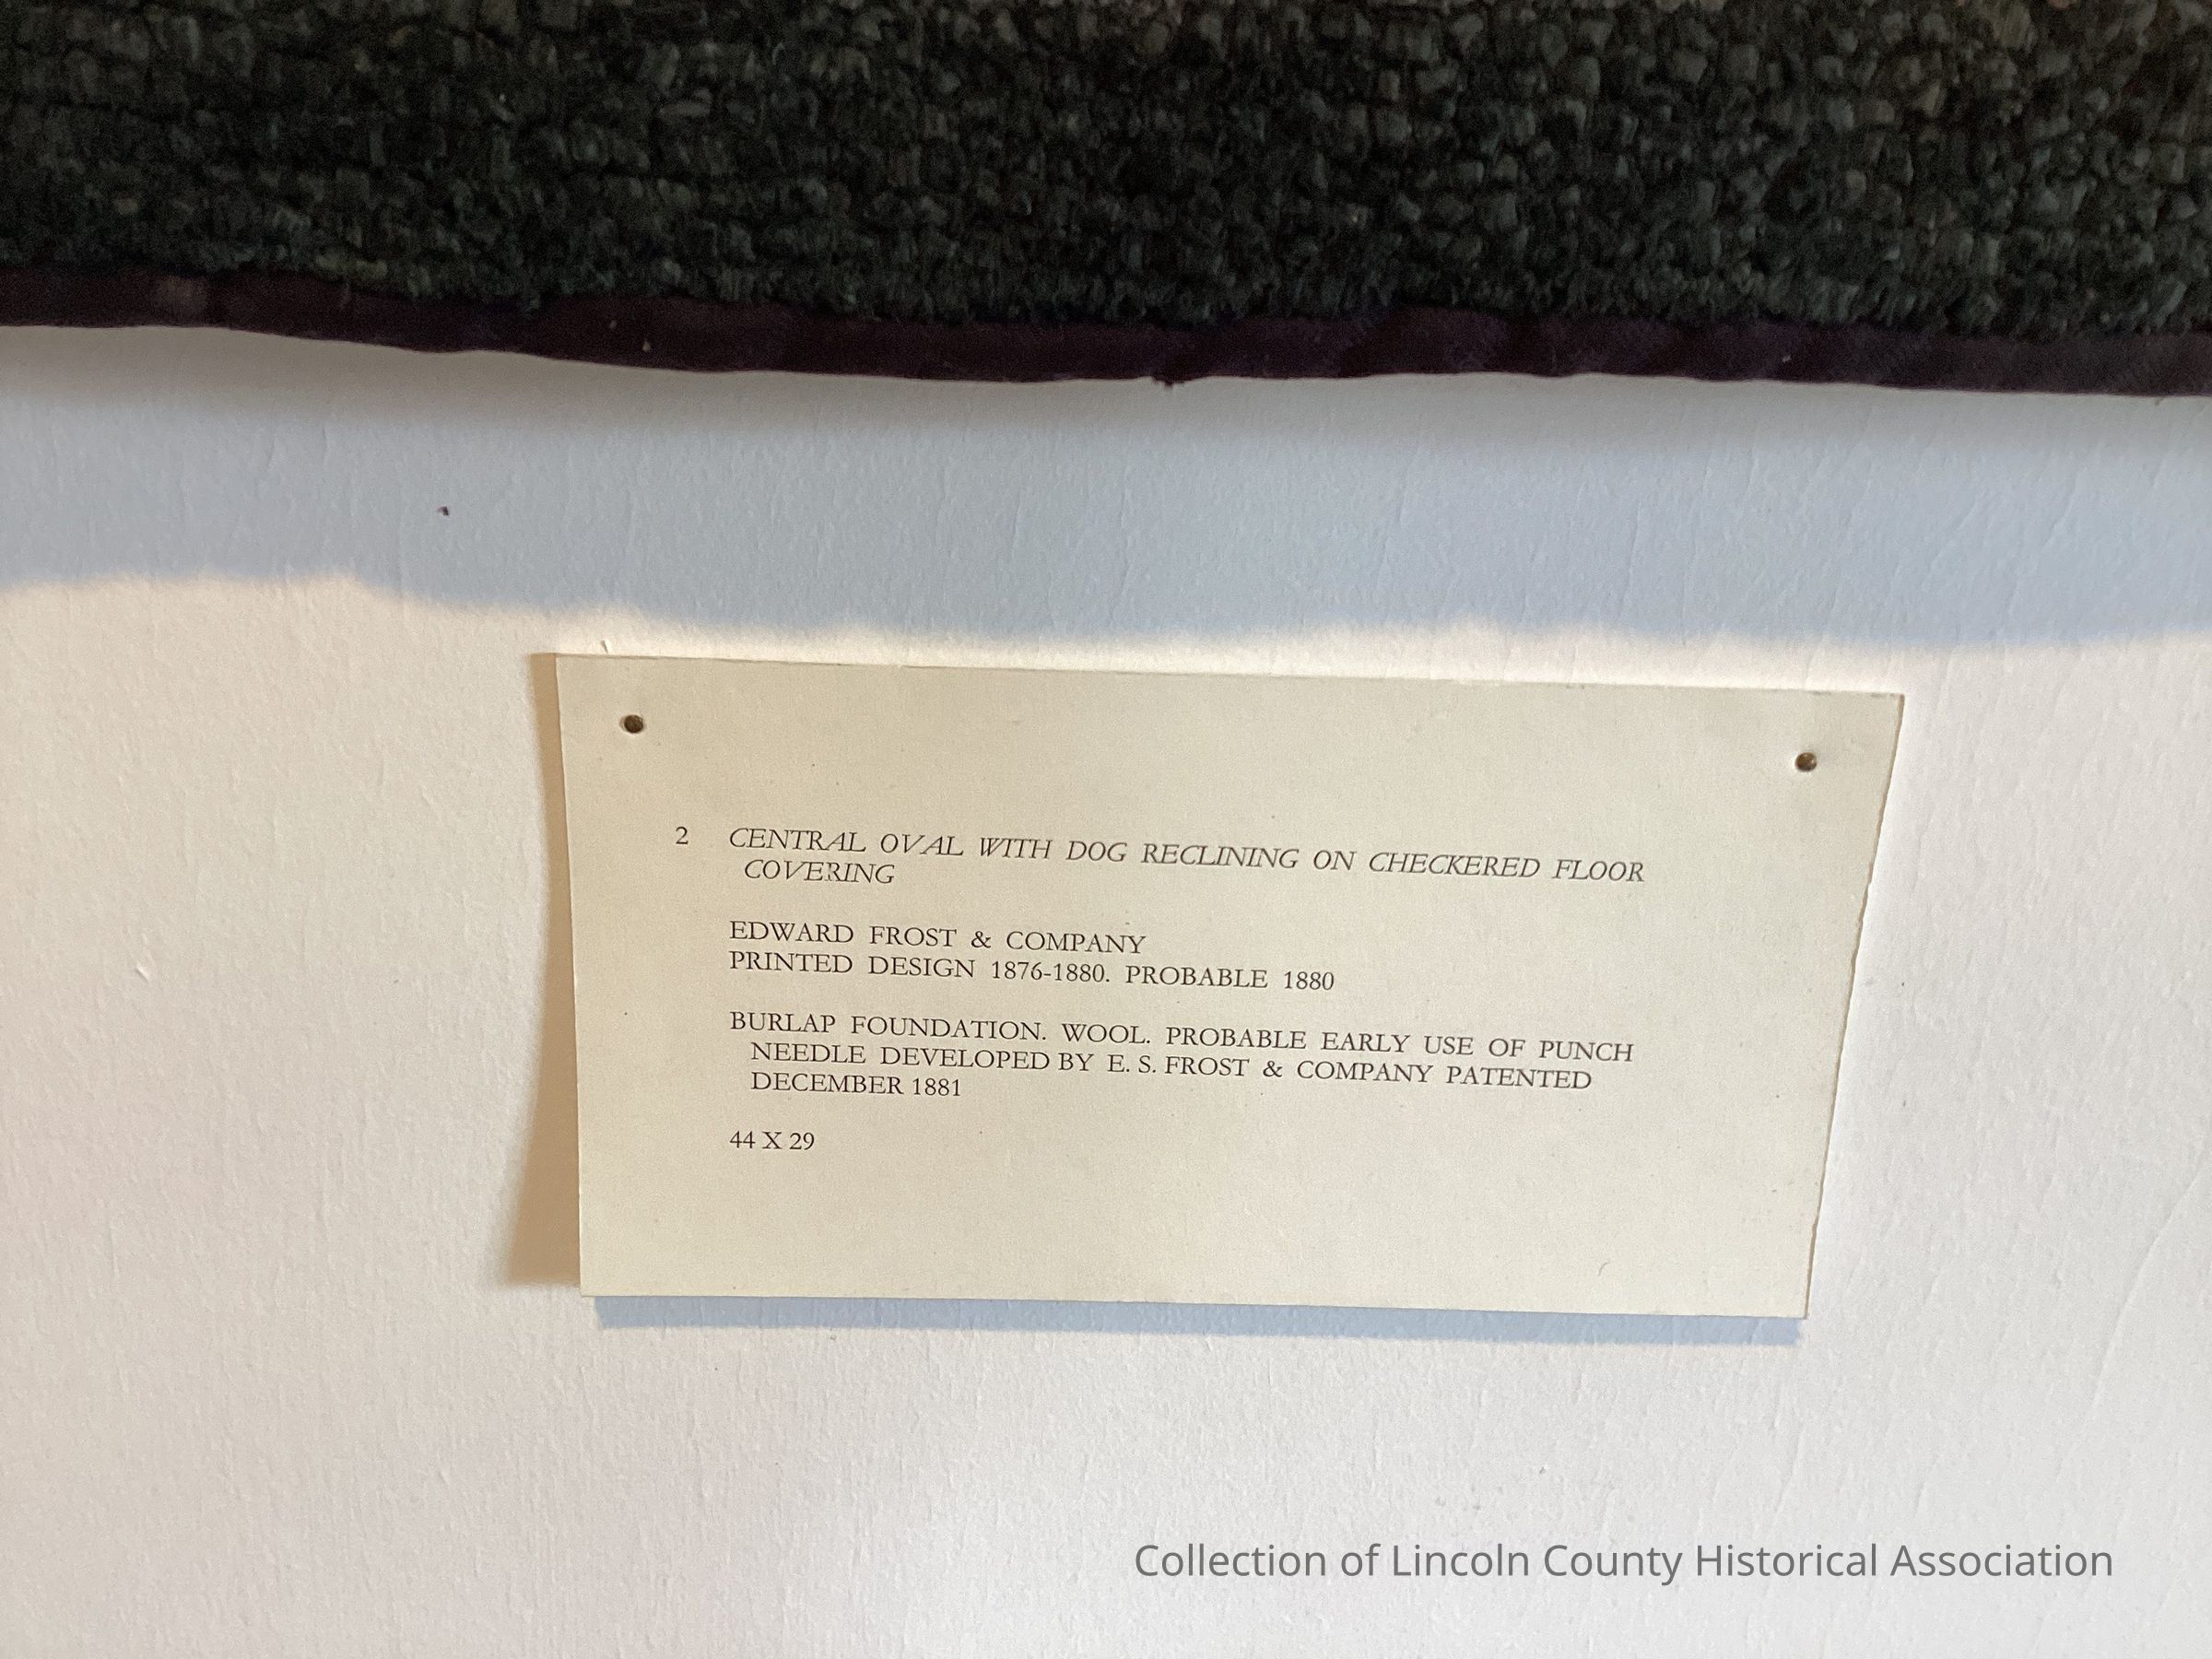 2 CENTRAL OVAL WITH DOG RECLINING ON CHECKERED FLOOR
COVERING
EDWARD FROST & COMPANY
PRINTED DESIGN 1876-1880. PROBABLE 1880
BURLAP FOUNDATION. WOOL. PROBABLE EARLY USE OF PUNCH
NEEDLE DEVELOPED BY E. S. FROST & COMPANY PATENTED
DECEMBER 1881
44 X 29
Collection of Lincoln County Historical Association